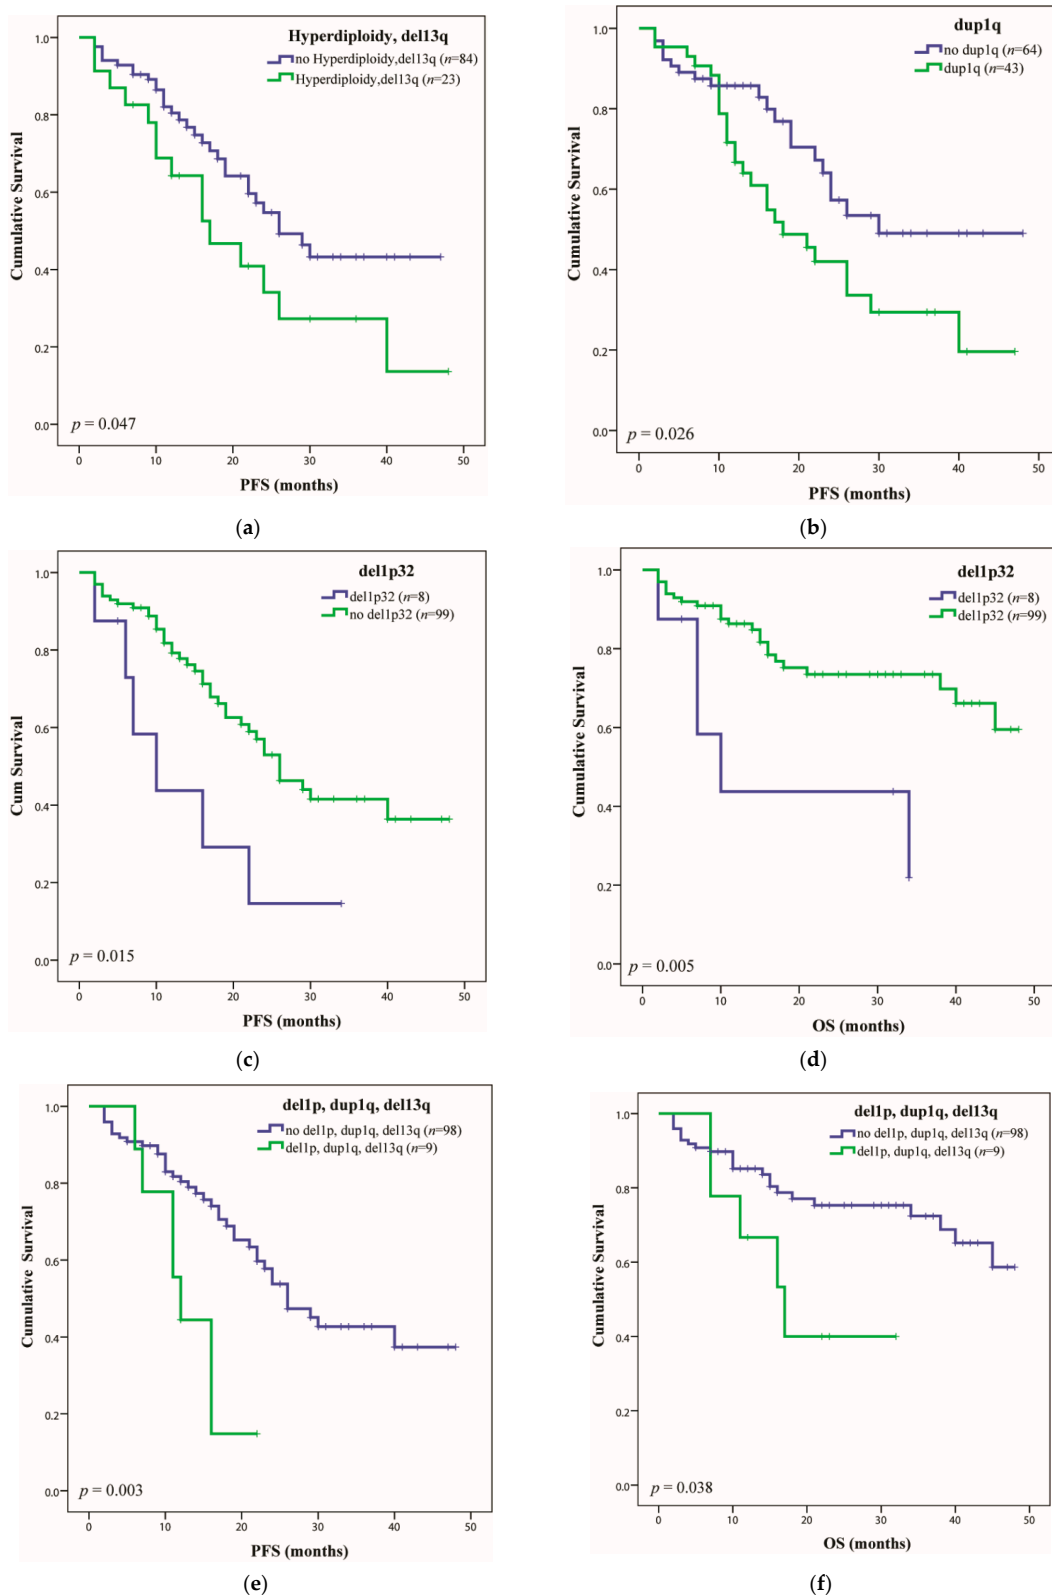 Hyperdiploidy, del13q
no Hyperdiploidy,del13q (n=84)
Hyperdiploidy,del13q (n=23)
1.0
0.8
0.6
0.4
0.2
0.0
Cumulative Survival
p = 0.047
0 10 20 30 40 50
PFS (months)
(a)
dup1q
no dup1q (n=64)
dup1q (n=43)
1.0
0.8
0.6
0.4
0.2
0.0
Cumulative Survival
p = 0.026
0 10 20 30 40 50
PFS (months)
(b)
del1p32
del1p32 (n=8)
no del1p32 (n=99)
1.0
0.8
0.6
0.4
0.2
0.0
Cum Survival
p = 0.015
0 10 20 30 40 50
PFS (months)
(c)
del1p32
del1p32 (n=8)
del1p32 (n=99)
1.0
0.8
0.6
0.4
0.2
0.0
Cumulative Survival
p = 0.005
0 10 20 30 40 50
OS (months)
(d)
del1p, dup1q, del13q
no del1p, dup1q, del13q (n=98)
del1p, dup1q, del13q (n=9)
1.0
0.8
0.6
0.4
0.2
0.0
Cumulative Survival
p = 0.003
0 10 20 30 40 50
PFS (months)
(e)
del1p, dup1q, del13q
no del1p, dup1q, del13q (n=98)
del1p, dup1q, del13q (n=9)
1.0
0.8
0.6
0.4
0.2
0.0
Cumulative Survival
p = 0.038
0 10 20 30 40 50
OS (months)
(f)